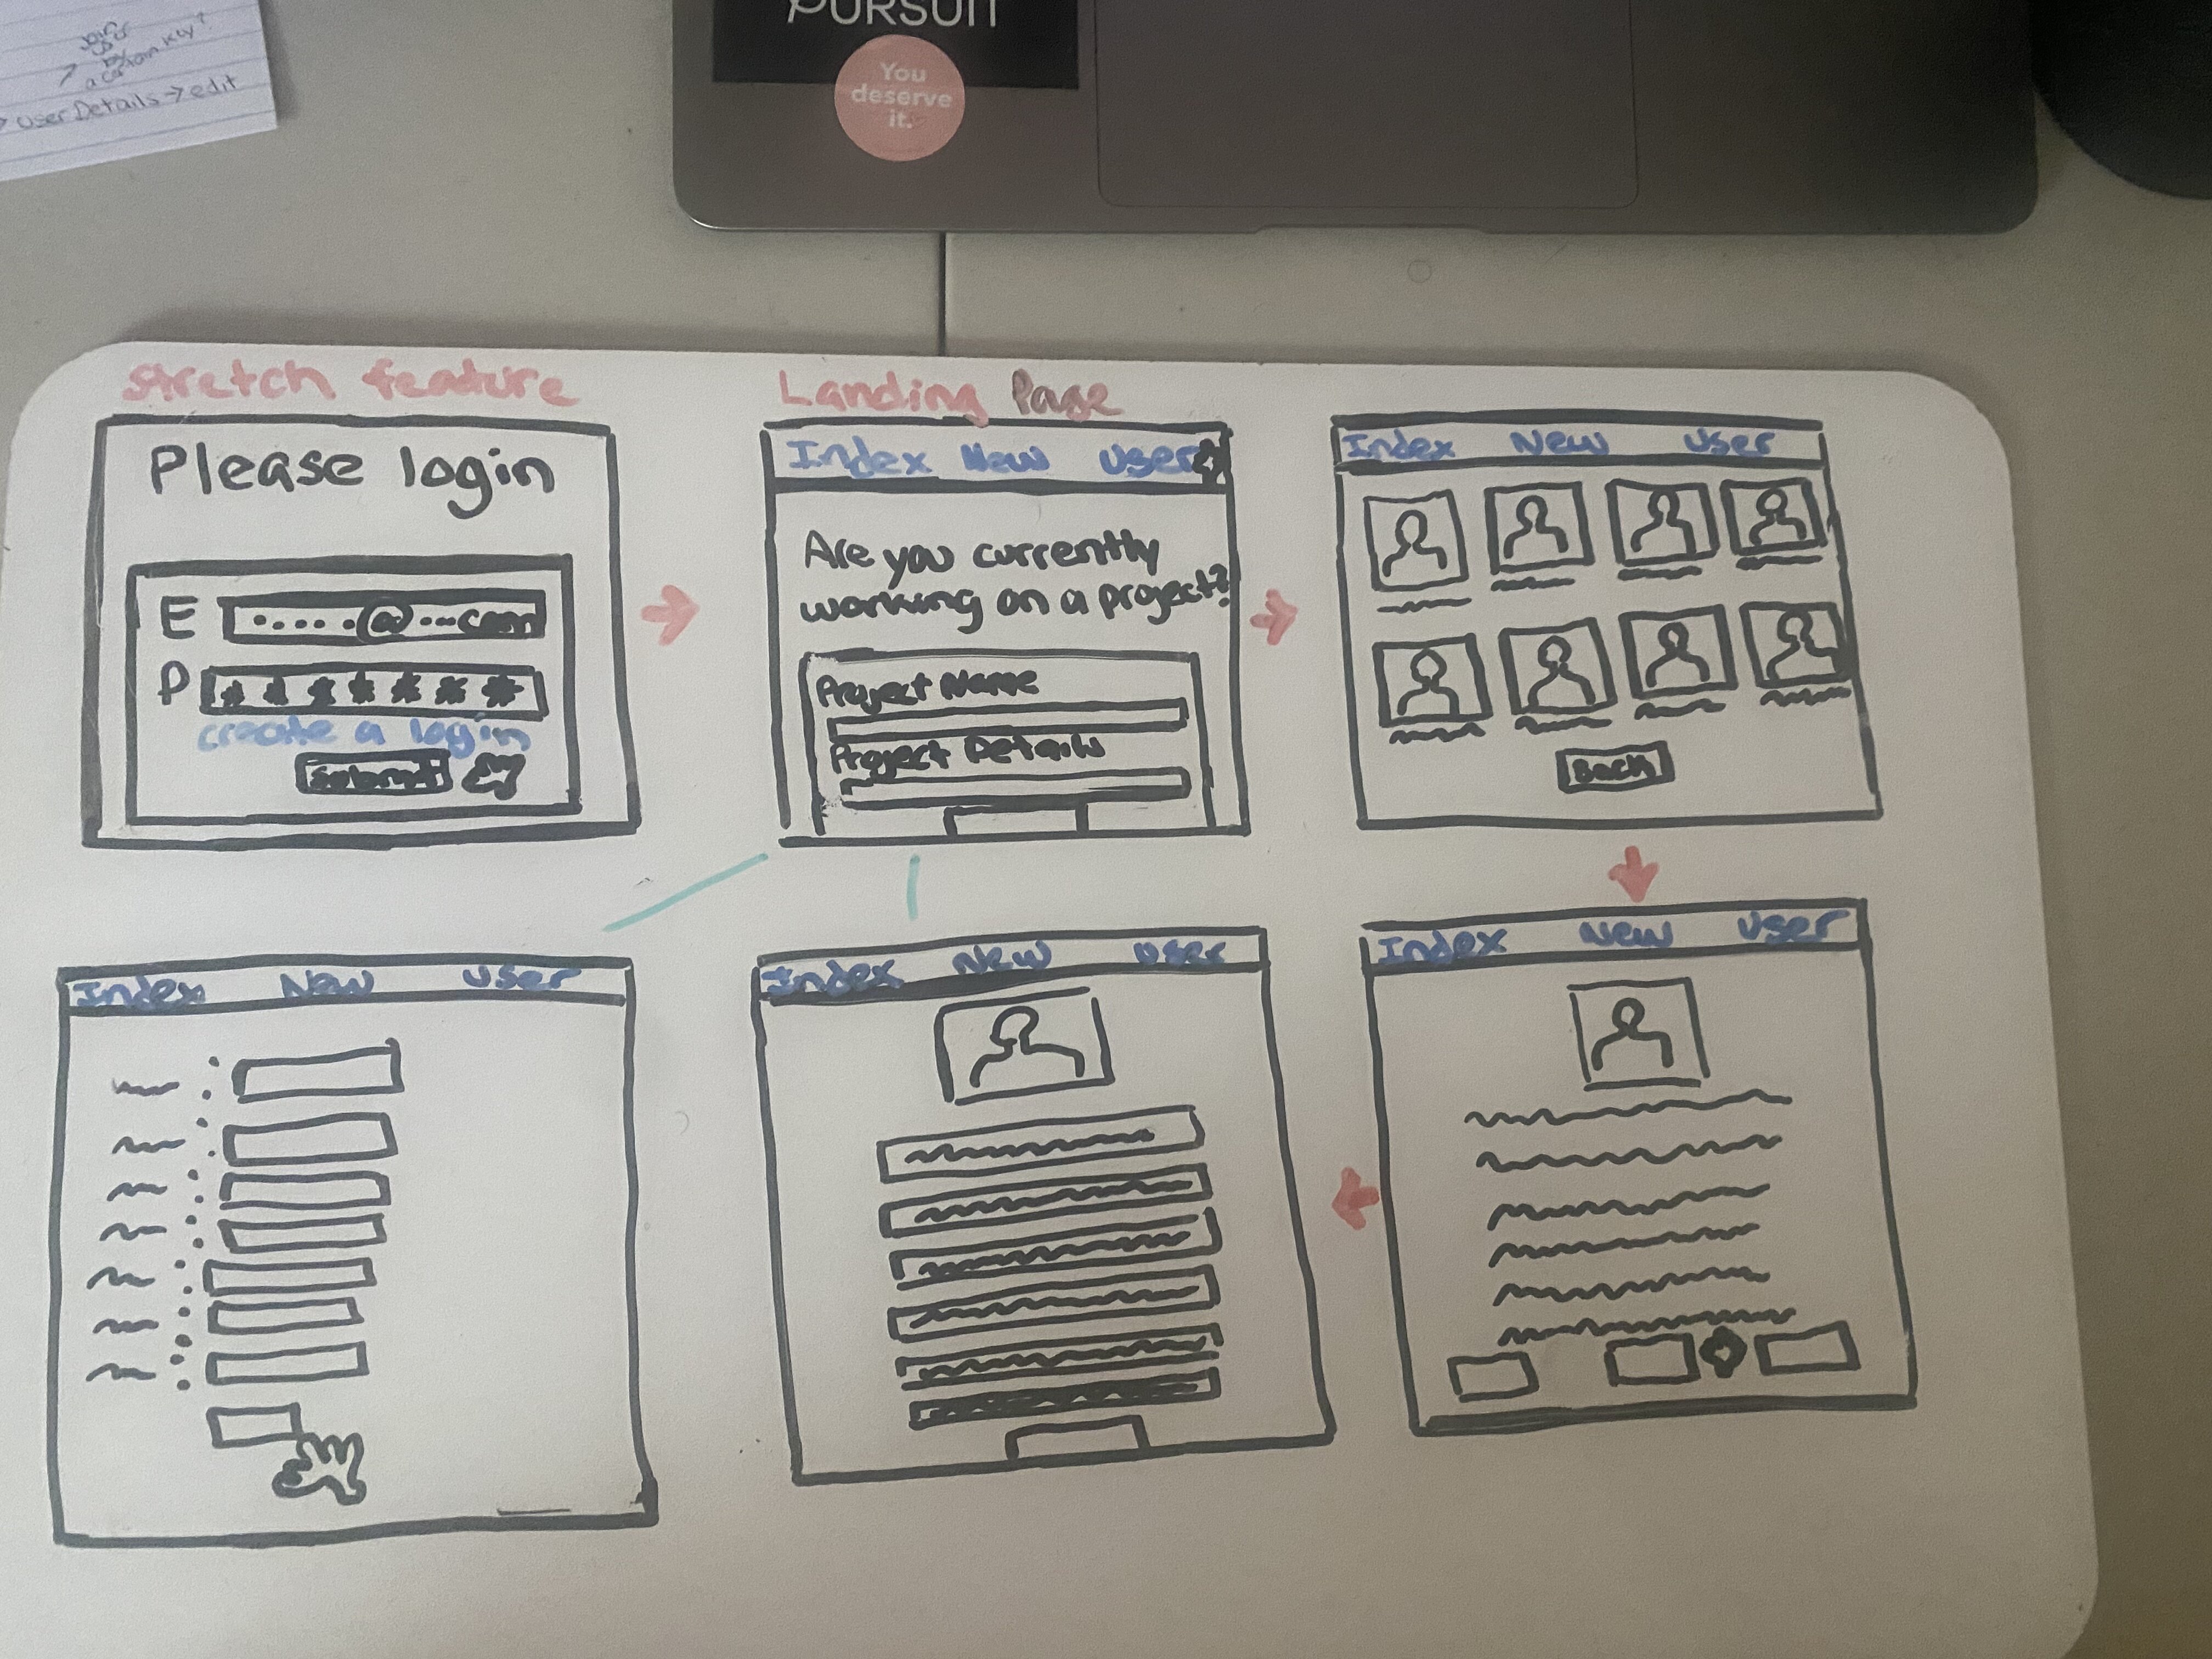 PURSUIT
You
deserve
it.
join
User
by
a custom key?
User Details → edit
Stretch feature
Please login
E .....@...com
P *******
create a login
Submit
Landing Page
Index New User
Are you currently
working on a project?
Project Name
Project Details
Index New User
Back
Index New User
Index New User
Index New User